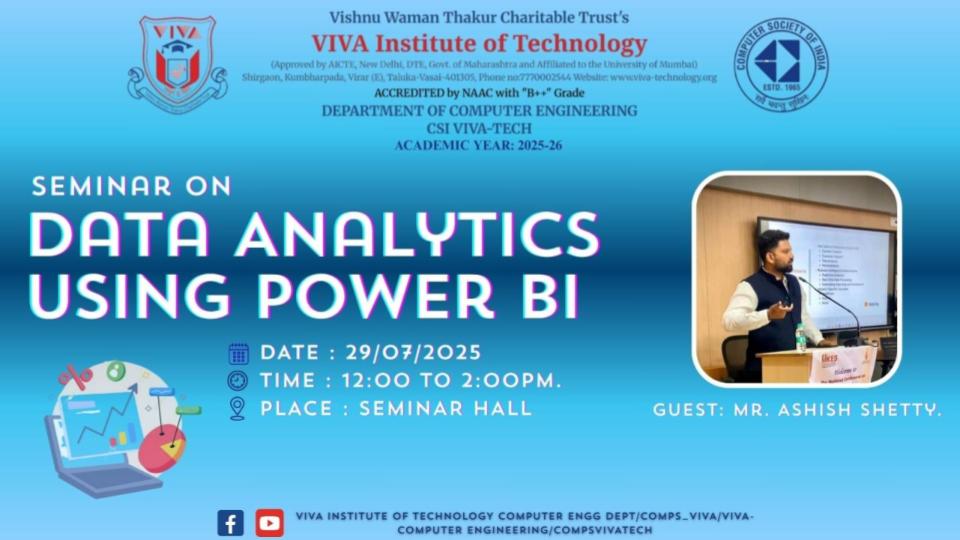 VIVA
Vishnu Waman Thakur Charitable Trust's
VIVA Institute of Technology
(Approved by AICTE, New Delhi, DTE, Govt. of Maharashtra and Affiliated to the University of Mumbai)
Shirgaon, Kumbharpada, Virar (E), Taluka-Vasai-401305, Phone no:7770002544 Website: www.viva-technology.org
ACCREDITED by NAAC with "B++" Grade
DEPARTMENT OF COMPUTER ENGINEERING
CSI VIVA-TECH
ACADEMIC YEAR: 2025-26
COMPUTER SOCIETY OF INDIA
ESTD. 1965
SEMINAR ON
DATA ANALYTICS
USING POWER BI
DATE : 29/07/2025
TIME : 12:00 TO 2:00PM.
PLACE : SEMINAR HALL
Welcome to
GUEST: MR. ASHISH SHETTY.
VIVA INSTITUTE OF TECHNOLOGY COMPUTER ENGG DEPT/COMPS_VIVA/VIVA-
COMPUTER ENGINEERING/COMPSVIVATECH